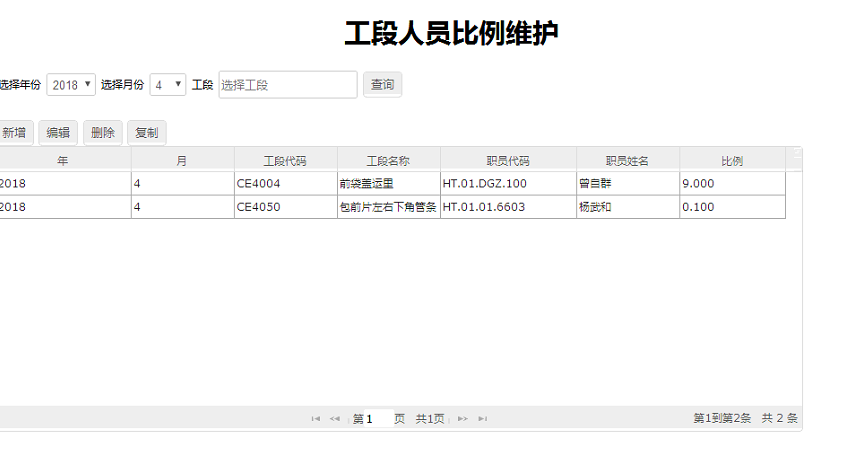 工段人员比例维护
选择年份 2018 选择月份 4 工段 选择工段 查询
新增 编辑 删除 复制
年 月 工段代码 工段名称 职员代码 职员姓名 比例
2018 4 CE4004 前袋盖运里 HT.01.DGZ.100 曾自群 9.000
2018 4 CE4050 包前片左右下角管条 HT.01.01.6603 杨武和 0.100
第 1 页 共1页 第1到第2条 共 2 条